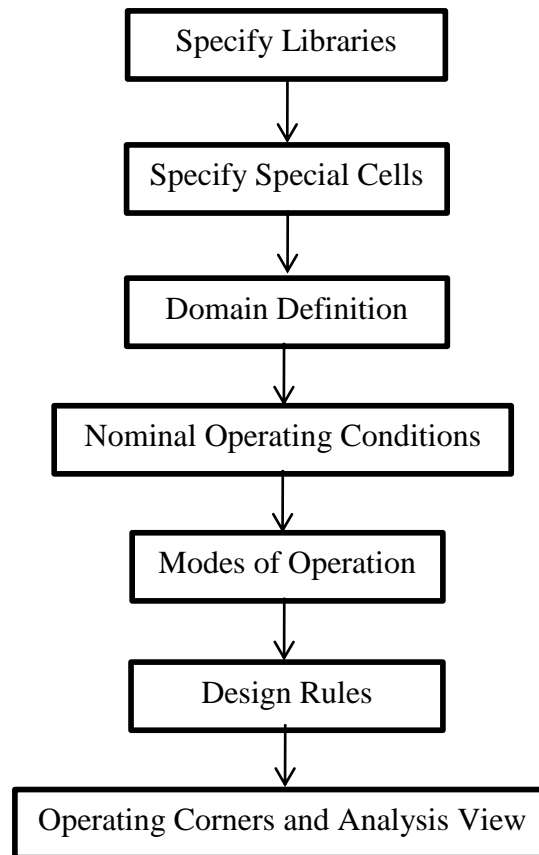 Specify Libraries
Specify Special Cells
Domain Definition
Nominal Operating Conditions
Modes of Operation
Design Rules
Operating Corners and Analysis View